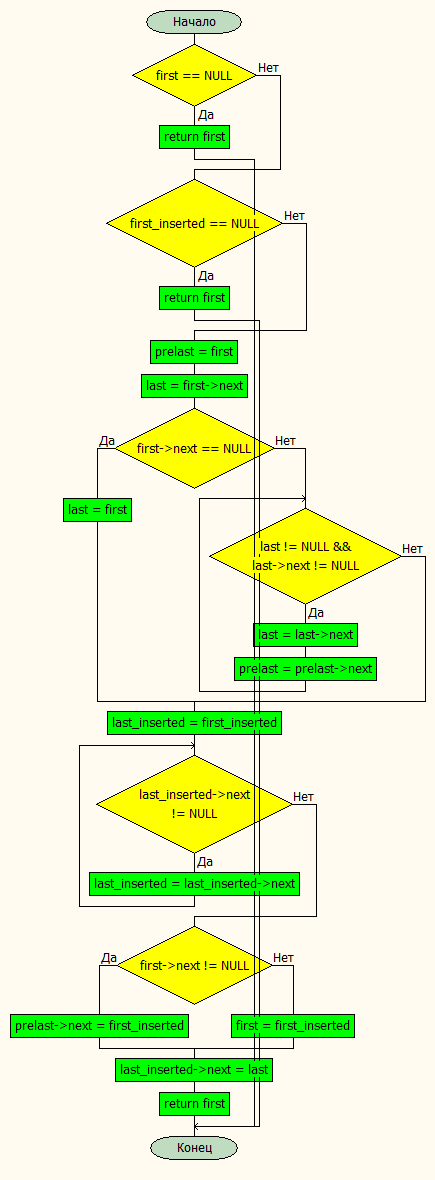 Начало
first == NULL
Нет
Да
return first
first_inserted == NULL
Нет
Да
return first
prelast = first
last = first->next
Да
first->next == NULL
Нет
last = first
last != NULL &&
last->next != NULL
Нет
Да
last = last->next
prelast = prelast->next
last_inserted = first_inserted
last_inserted->next
!= NULL
Нет
Да
last_inserted = last_inserted->next
Да
first->next != NULL
Нет
prelast->next = first_inserted
first = first_inserted
last_inserted->next = last
return first
Конец